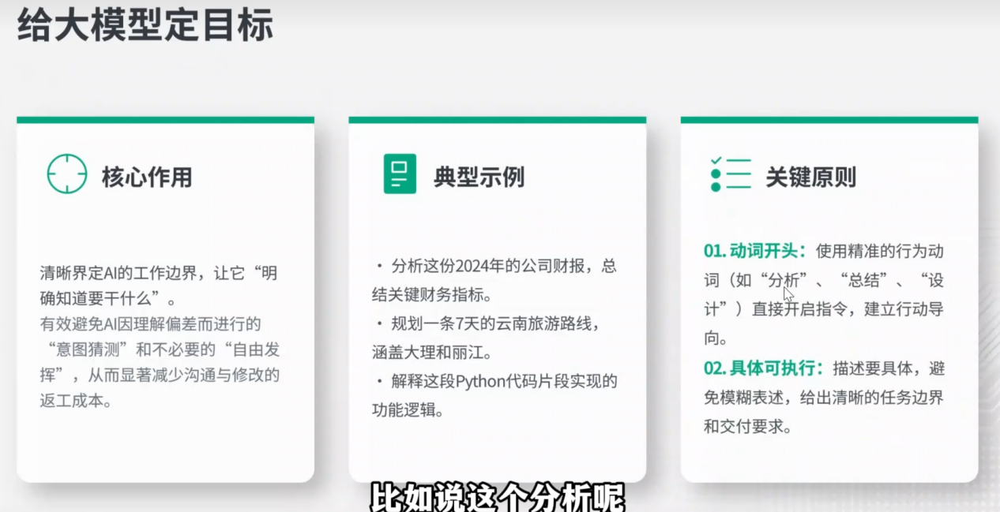 给大模型定目标
核心作用
清晰界定AI的工作边界，让它“明
确知道要干什么”。
有效避免AI因理解偏差而进行的
“意图猜测”和不必要的“自由发
挥”，从而显著减少沟通与修改的
返工成本。
典型示例
· 分析这份2024年的公司财报，总
结关键财务指标。
· 规划一条7天的云南旅游路线，
涵盖大理和丽江。
· 解释这段Python代码片段实现的
功能逻辑。
关键原则
01. 动词开头：使用精准的行为动
词（如“分析”、“总结”、“设
计”）直接开启指令，建立行动导
向。
02. 具体可执行：描述要具体，避
免模糊表述，给出清晰的任务边界
和交付要求。
比如说这个分析呢